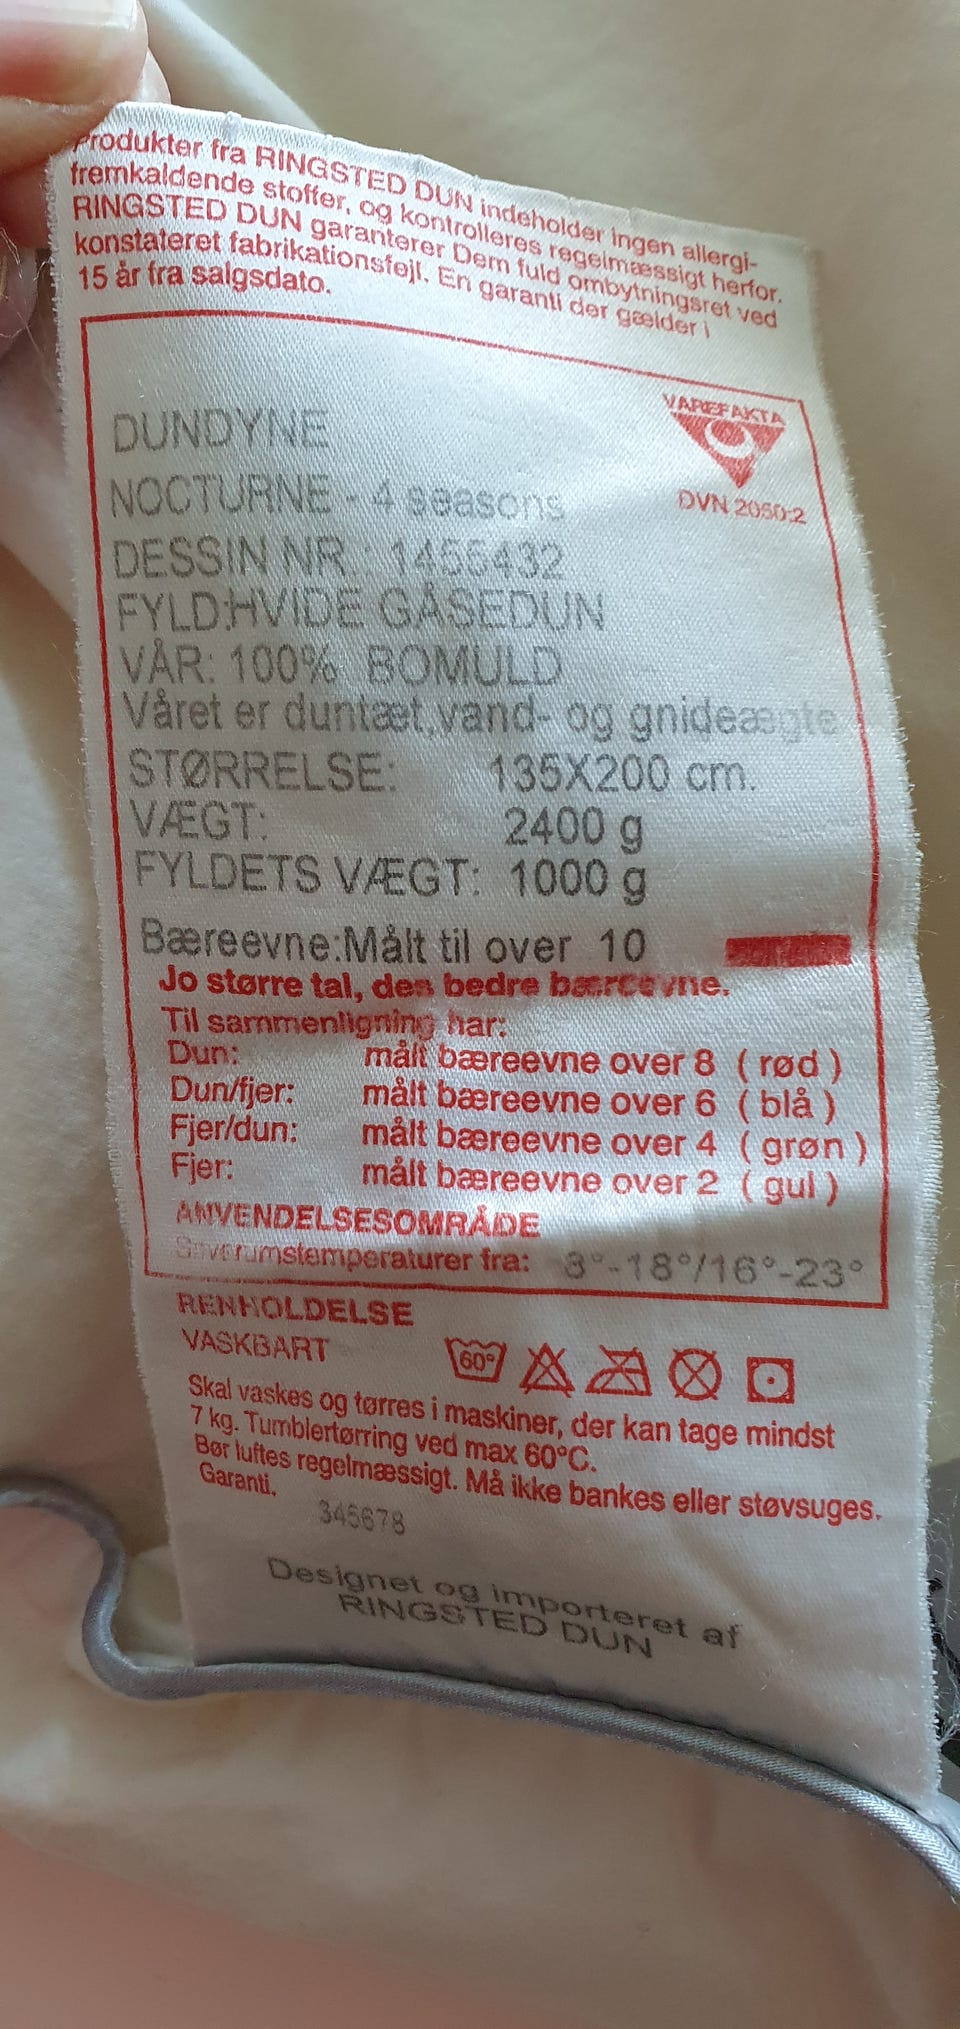 Produkter fra RINGSTED DUN indeholder ingen allergi-
fremkaldende stoffer, og kontrolleres regelmæssigt herfor.
RINGSTED DUN garanterer Dem fuld ombytningsret ved
konstateret fabrikationsfejl. En garanti der gælder i
15 år fra salgsdato.
VAREFAKTA
DVN 2050:2
DUNDYNE
NOCTURNE - 4 seasons
DESSIN NR.: 1455432
FYLD:HVIDE GÅSEDUN
VÅR: 100% BOMULD
Våret er duntæt,vand- og gnideægte
STØRRELSE: 135X200 cm.
VÆGT: 2400 g
FYLDETS VÆGT: 1000 g
Bæreevne:Målt til over 10
Jo større tal, des bedre bæreevne.
Til sammenligning har:
Dun: målt bæreevne over 8 ( rød )
Dun/fjer: målt bæreevne over 6 ( blå )
Fjer/dun: målt bæreevne over 4 ( grøn )
Fjer: målt bæreevne over 2 ( gul )
ANVENDELSESOMRÅDE
Soverumstemperaturer fra: 8°-18°/16°-23°
RENHOLDELSE
VASKBART
60°
Skal vaskes og tørres i maskiner, der kan tage mindst
7 kg. Tumblertørring ved max 60°C.
Bør luftes regelmæssigt. Må ikke bankes eller støvsuges.
Garanti.
345678
Designet og importeret af
RINGSTED DUN